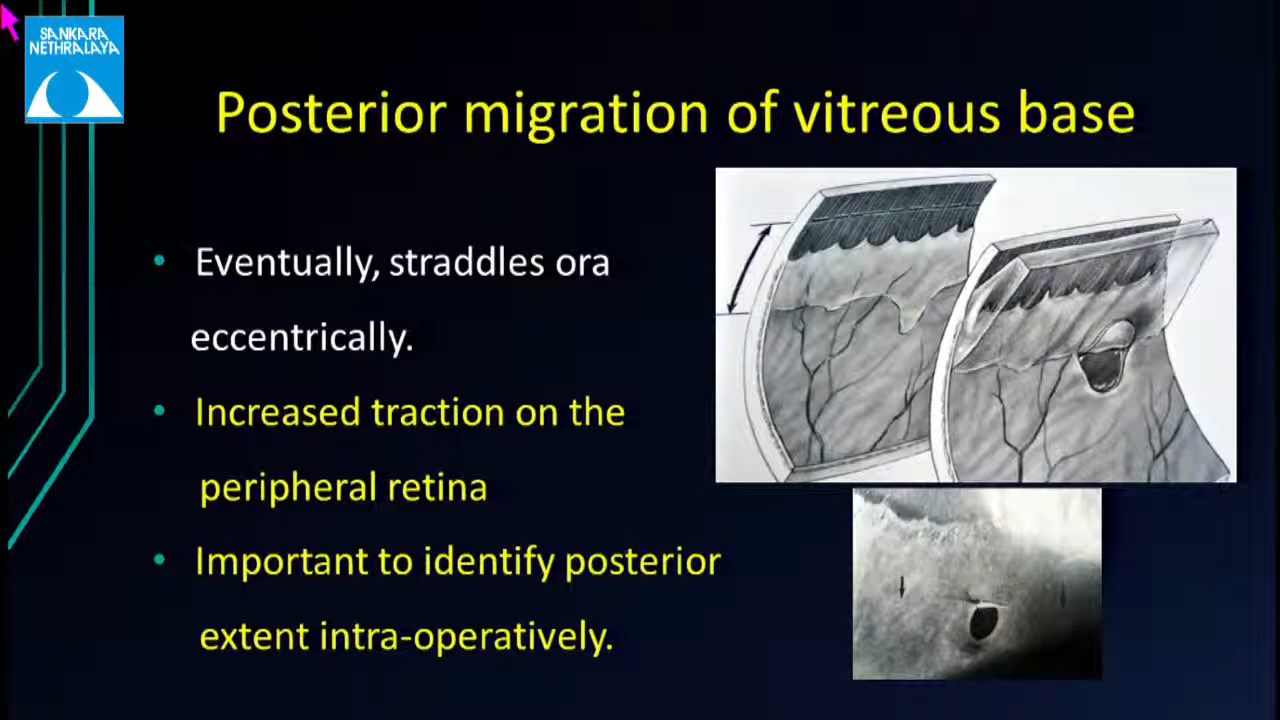 SANKARA
NETHRALAYA
Posterior migration of vitreous base
• Eventually, straddles ora
eccentrically.
• Increased traction on the
peripheral retina
• Important to identify posterior
extent intra-operatively.